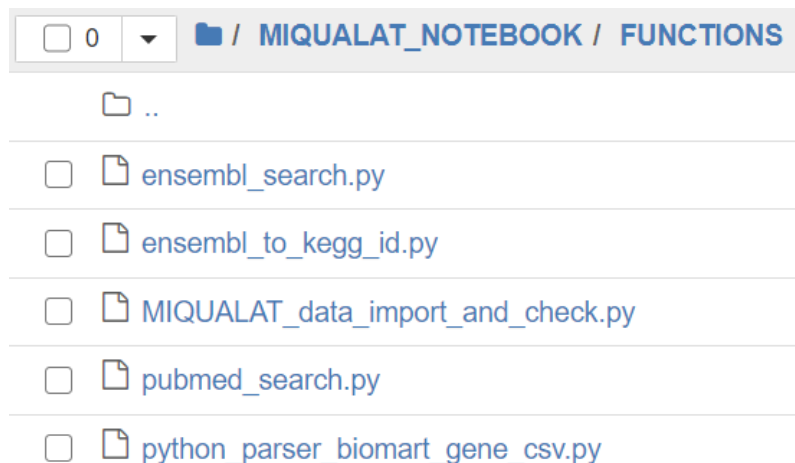 0 / MIQUALAT_NOTEBOOK / FUNCTIONS
..
ensembl_search.py
ensembl_to_kegg_id.py
MIQUALAT_data_import_and_check.py
pubmed_search.py
python_parser_biomart_gene_csv.py